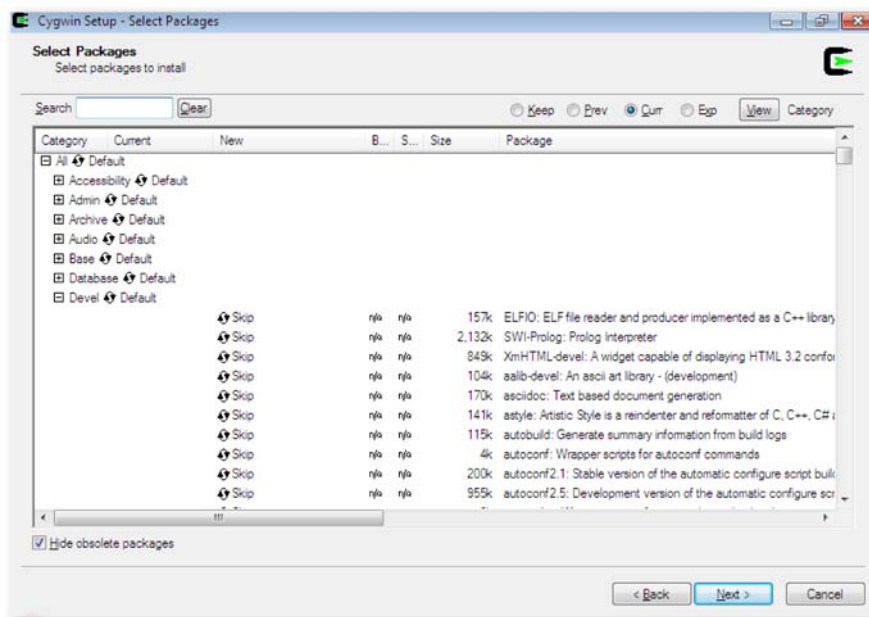 Cygwin Setup - Select Packages
Select Packages
Select packages to install
Search Clear Keep Prev Curr Exp View Category
Category Current New B... S... Size Package
All Default
Accessibility Default
Admin Default
Archive Default
Audio Default
Base Default
Database Default
Devel Default
Skip n/a n/a 157k ELFIO: ELF file reader and producer implemented as a C++ library
Skip n/a n/a 2,132k SWI-Prolog: Prolog Interpreter
Skip n/a n/a 849k XmHTML-devel: A widget capable of displaying HTML 3.2 confor
Skip n/a n/a 104k aalib-devel: An ascii art library - (development)
Skip n/a n/a 170k asciidoc: Text based document generation
Skip n/a n/a 141k astyle: Artistic Style is a reindenter and reformatter of C, C++, C#
Skip n/a n/a 115k autobuild: Generate summary information from build logs
Skip n/a n/a 4k autoconf: Wrapper scripts for autoconf commands
Skip n/a n/a 200k autoconf2.1: Stable version of the automatic configure script buil
Skip n/a n/a 955k autoconf2.5: Development version of the automatic configure scr
Hide obsolete packages
< Back Next > Cancel